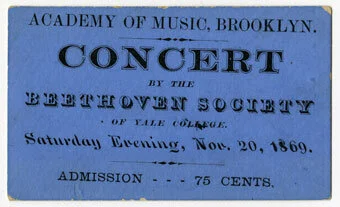 ACADEMY OF MUSIC, BROOKLYN.
CONCERT
BY THE
BEETHOVEN SOCIETY
OF YALE COLLEGE.
Saturday Evening, Nov. 20, 1869.
ADMISSION - - - 75 CENTS.